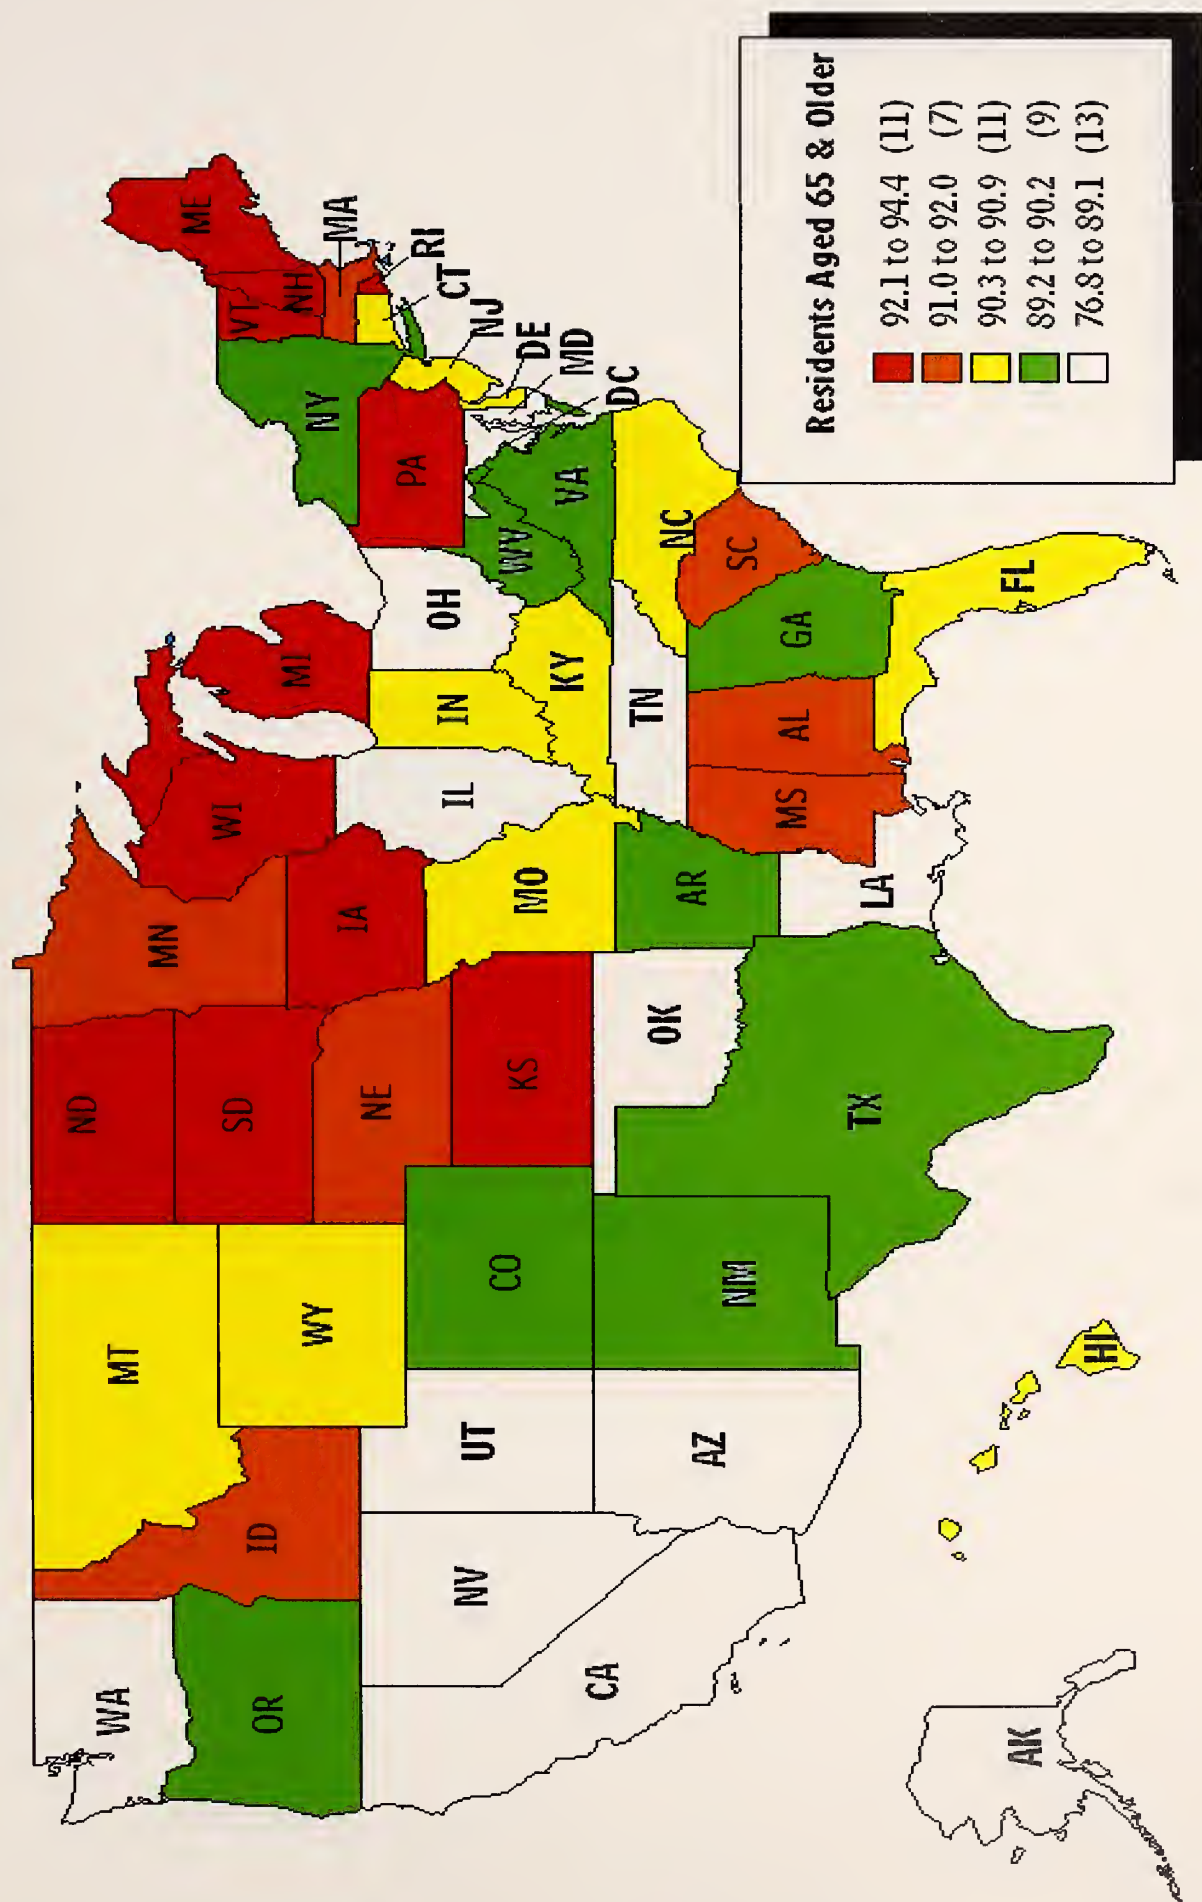 WA
OR
CA
NV
ID
MT
WY
UT
AZ
CO
NM
ND
SD
NE
KS
OK
TX
MN
IA
MO
AR
LA
WI
IL
MI
IN
OH
KY
TN
MS
AL
GA
FL
SC
NC
VA
WV
PA
NY
VT
NH
ME
MA
RI
CT
NJ
DE
MD
DC
AK
HI
Residents Aged 65 & Older
92.1 to 94.4 (11)
91.0 to 92.0 (7)
90.3 to 90.9 (11)
89.2 to 90.2 (9)
76.8 to 89.1 (13)